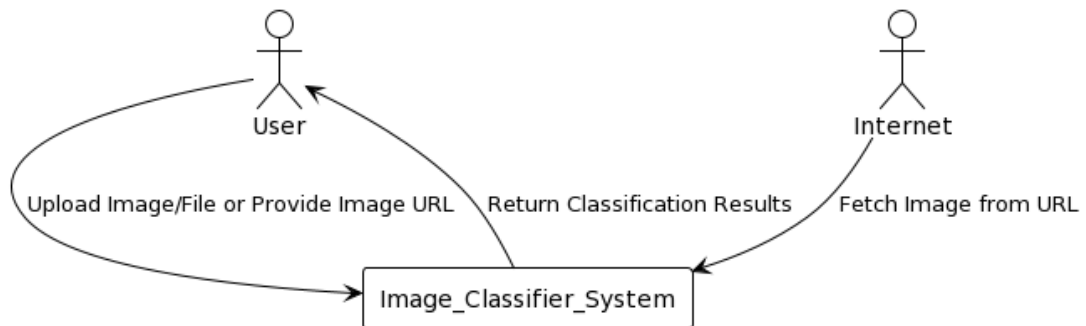 User
Internet
Upload Image/File or Provide Image URL
Return Classification Results
Fetch Image from URL
Image_Classifier_System